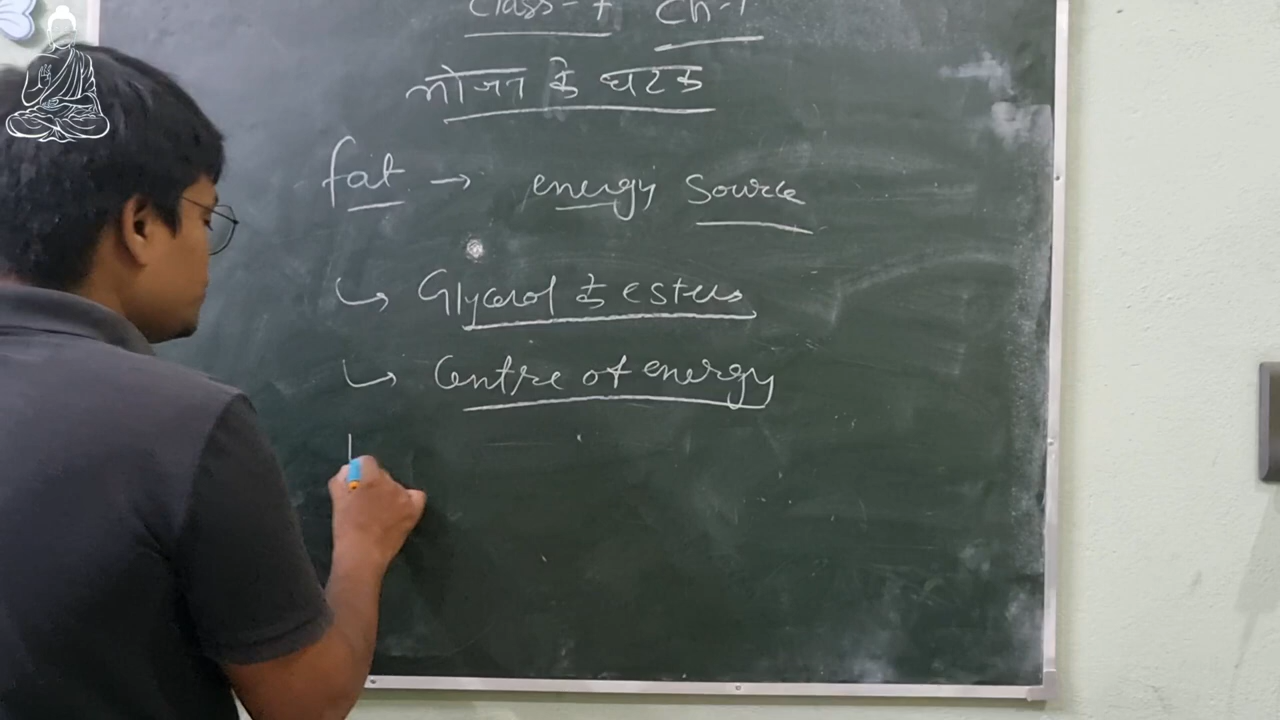 Class-7 Ch-1
भोजन के घटक
fat → energy source
↳ Glycerol के esters
↳ Centre of energy